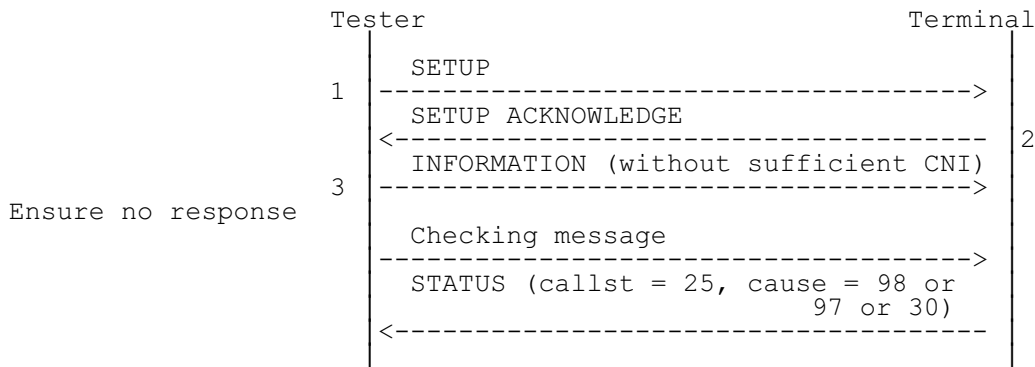 Tester Terminal
SETUP
1
SETUP ACKNOWLEDGE
2
INFORMATION (without sufficient CNI)
3
Ensure no response
Checking message
STATUS (callst = 25, cause = 98 or
97 or 30)